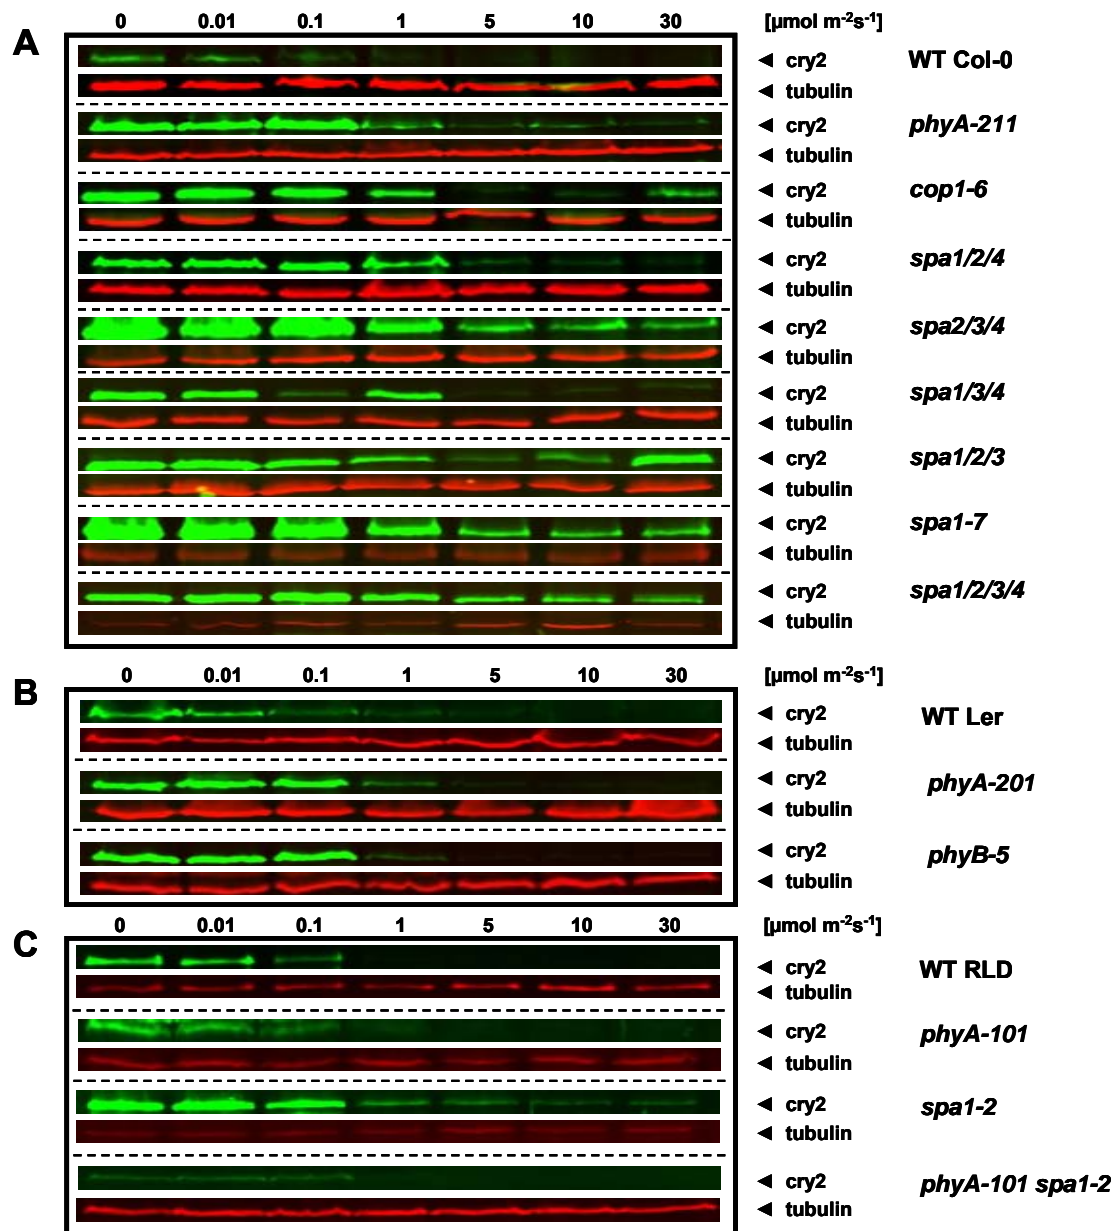 0 0.01 0.1 1 5 10 30 [µmol m-2s-1]
A
cry2 WT Col-0
tubulin
cry2 phyA-211
tubulin
cry2 cop1-6
tubulin
cry2 spa1/2/4
tubulin
cry2 spa2/3/4
tubulin
cry2 spa1/3/4
tubulin
cry2 spa1/2/3
tubulin
cry2 spa1-7
tubulin
cry2 spa1/2/3/4
tubulin
0 0.01 0.1 1 5 10 30 [µmol m-2s-1]
B
cry2 WT Ler
tubulin
cry2 phyA-201
tubulin
cry2 phyB-5
tubulin
0 0.01 0.1 1 5 10 30 [µmol m-2s-1]
C
cry2 WT RLD
tubulin
cry2 phyA-101
tubulin
cry2 spa1-2
tubulin
cry2 phyA-101 spa1-2
tubulin